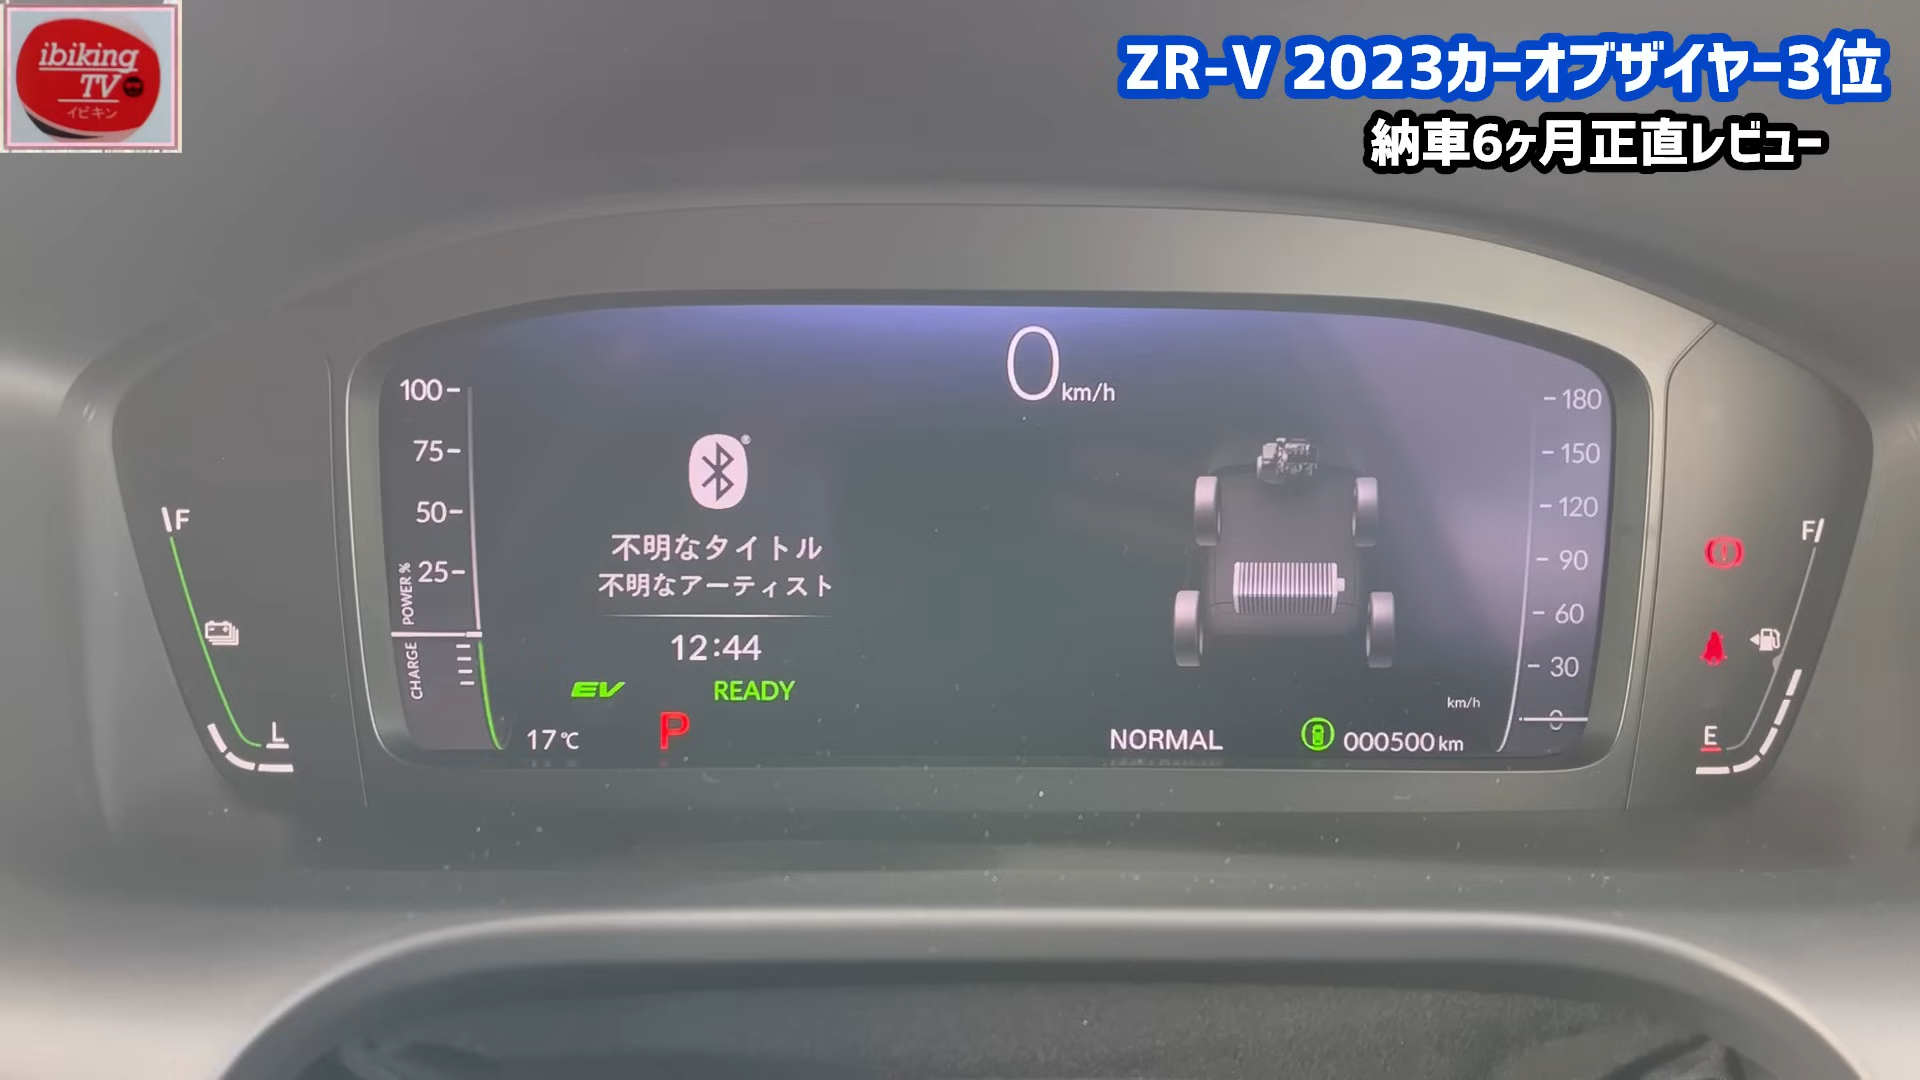 ibiking
TV
イビキン
ZR-V 2023カーオブザイヤー3位
納車6ヶ月正直レビュー
0 km/h
100
75
50
25
POWER %
CHARGE
不明なタイトル
不明なアーティスト
12:44
EV
READY
17℃
P
NORMAL
000500 km
180
150
120
90
60
30
0
km/h
F
L
F
E